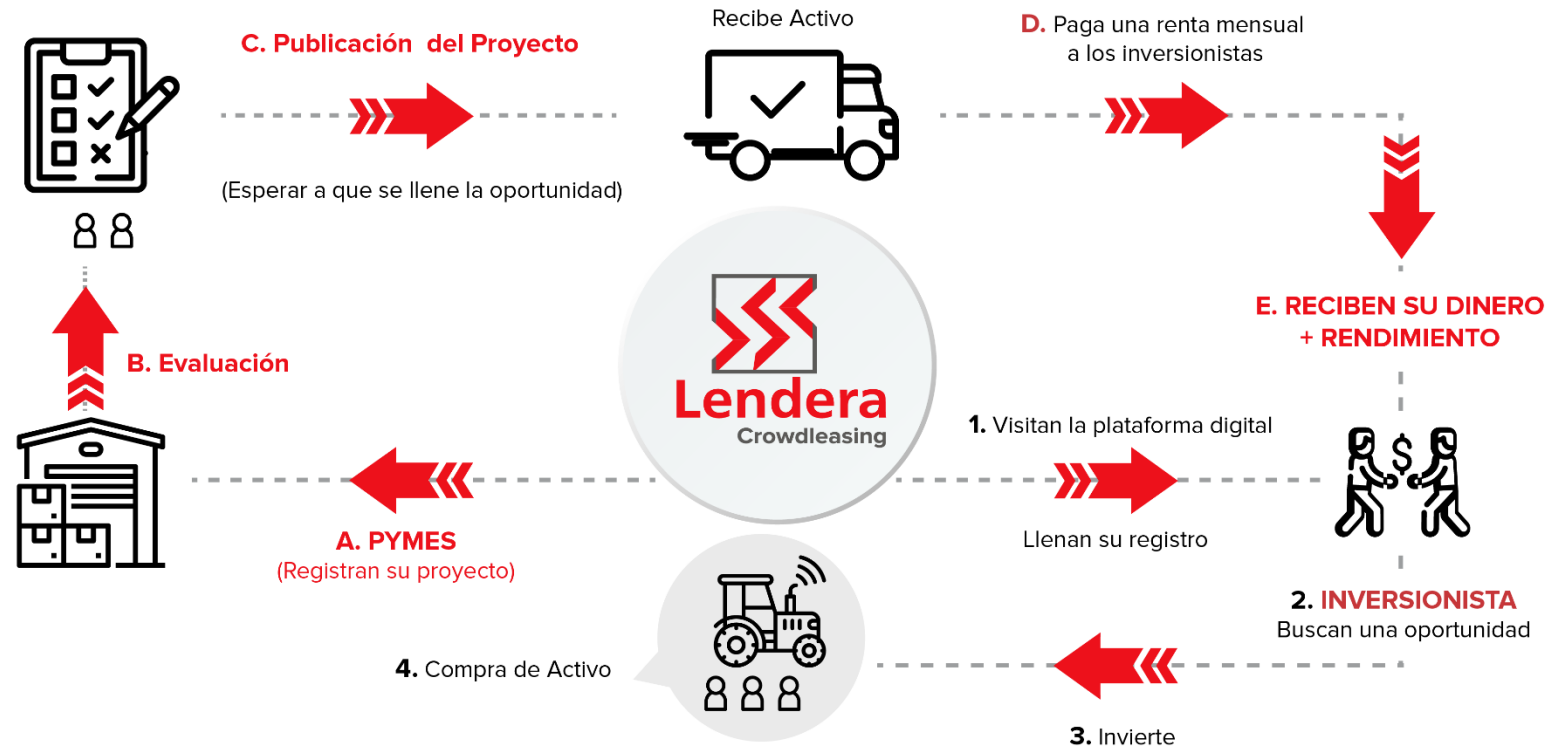 Recibe Activo
C. Publicación del Proyecto
D. Paga una renta mensual
a los inversionistas
(Esperar a que se llene la oportunidad)
E. RECIBEN SU DINERO
+ RENDIMIENTO
B. Evaluación
Lendera
Crowdleasing
1. Visitan la plataforma digital
Llenan su registro
A. PYMES
(Registran su proyecto)
$
2. INVERSIONISTA
Buscan una oportunidad
4. Compra de Activo
3. Invierte